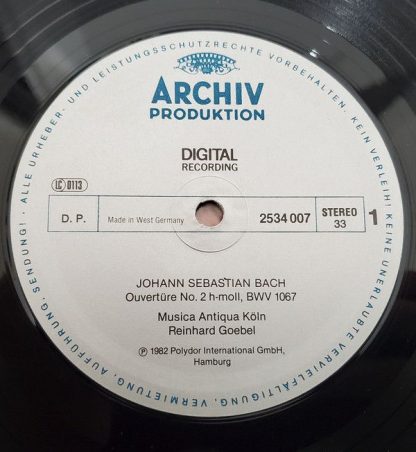 ALLE URHEBER- UND LEISTUNGSSCHUTZRECHTE VORBEHALTEN. KEIN VERLEIH! KEINE UNERLAUBTE VERVIELFÄLTIGUNG, VERMIETUNG, AUFFÜHRUNG, SENDUNG!
ARCHIV
PRODUKTION
DIGITAL
RECORDING
LC 0113
D. P. Made in West Germany 2534 007 STEREO 1
33
JOHANN SEBASTIAN BACH
Ouvertüre No. 2 h-moll, BWV 1067
Musica Antiqua Köln
Reinhard Goebel
℗ 1982 Polydor International GmbH,
Hamburg